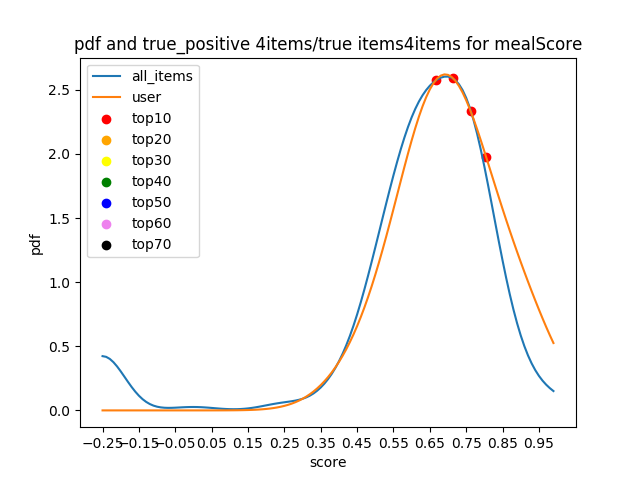 pdf and true_positive 4items/true items4items for mealScore
all_items
user
top10
top20
top30
top40
top50
top60
top70
pdf
2.5
2.0
1.5
1.0
0.5
0.0
−0.25 −0.15 −0.05 0.05 0.15 0.25 0.35 0.45 0.55 0.65 0.75 0.85 0.95
score